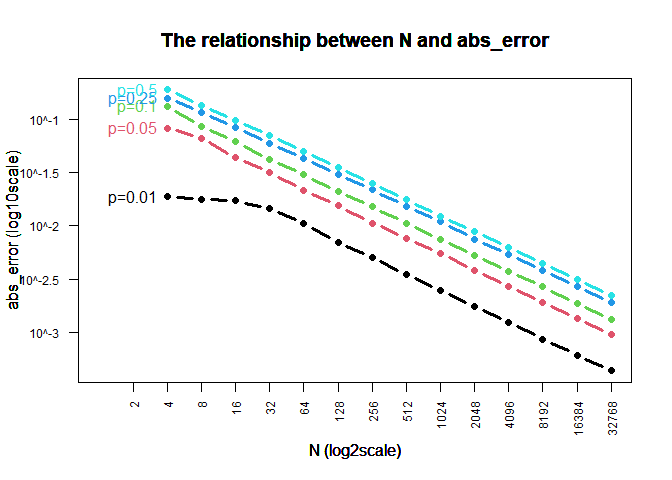 The relationship between N and abs_error
abs_error (log10scale)
10^-1
10^-1.5
10^-2
10^-2.5
10^-3
p=0.5
p=0.25
p=0.1
p=0.05
p=0.01
2
4
8
16
32
64
128
256
512
1024
2048
4096
8192
16384
32768
N (log2scale)